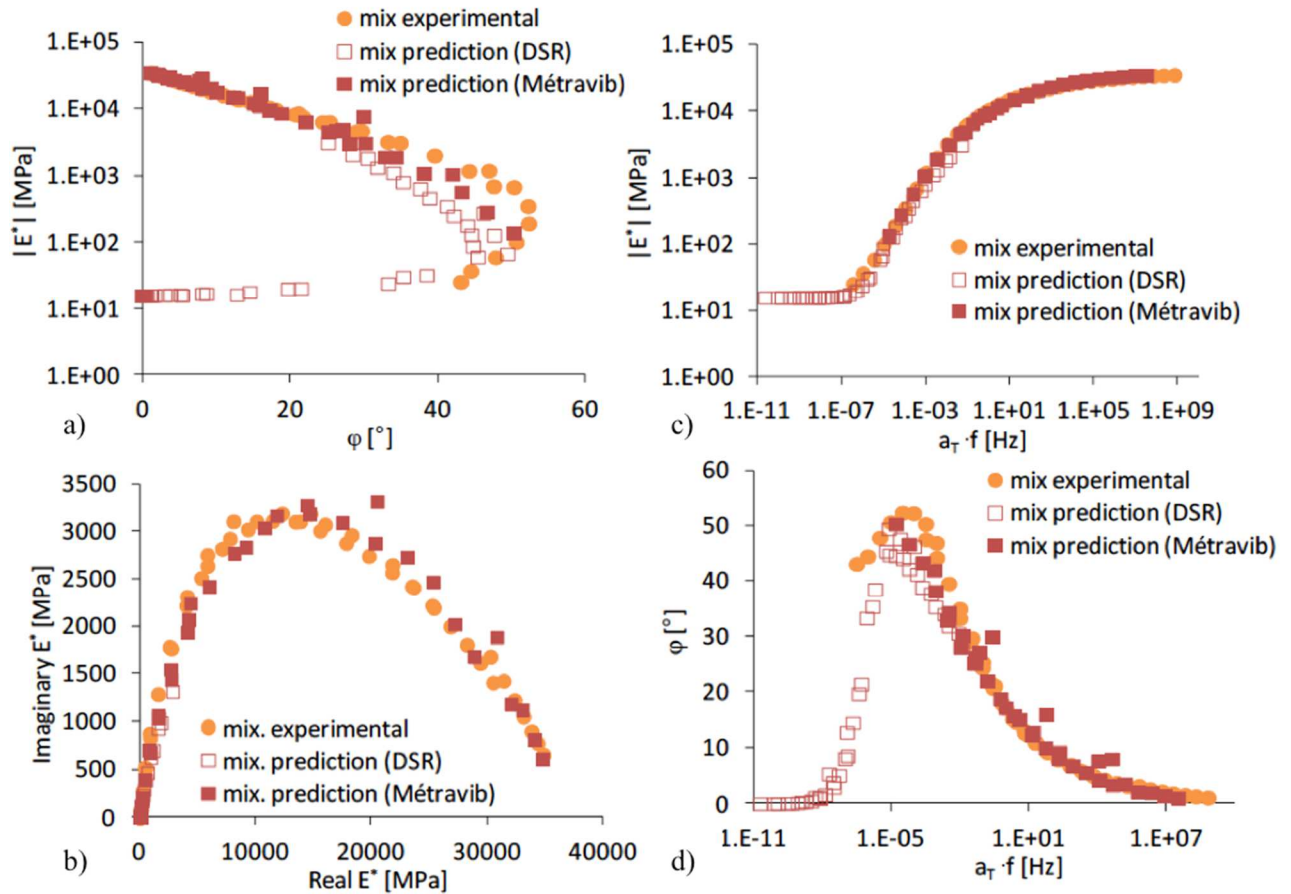 mix experimental
mix prediction (DSR)
mix prediction (Métravib)
|E*| [MPa]
1.E+05
1.E+04
1.E+03
1.E+02
1.E+01
1.E+00
0 20 40 60
φ [°]
a)
mix experimental
mix prediction (DSR)
mix prediction (Métravib)
|E*| [MPa]
1.E+05
1.E+04
1.E+03
1.E+02
1.E+01
1.E+00
1.E-11 1.E-07 1.E-03 1.E+01 1.E+05 1.E+09
aT ·f [Hz]
c)
mix. experimental
mix. prediction (DSR)
mix. prediction (Métravib)
Imaginary E* [MPa]
3500
3000
2500
2000
1500
1000
500
0
0 10000 20000 30000 40000
Real E* [MPa]
b)
mix experimental
mix prediction (DSR)
mix prediction (Métravib)
φ [°]
60
50
40
30
20
10
0
1.E-11 1.E-05 1.E+01 1.E+07
aT ·f [Hz]
d)